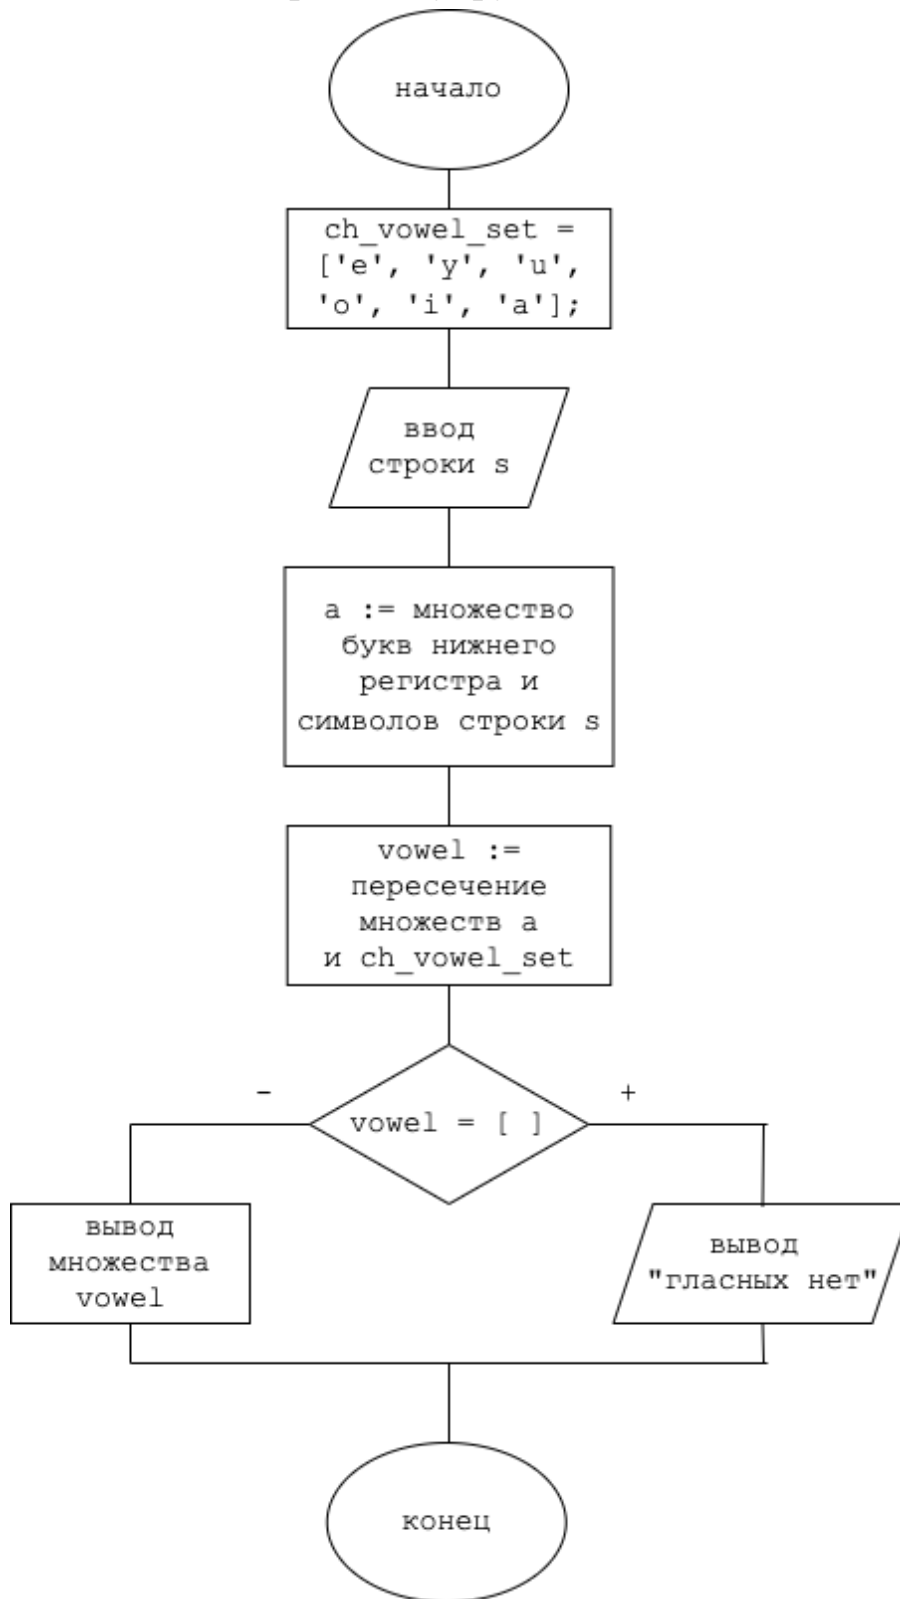 начало
ch_vowel_set =
['e', 'y', 'u',
'o', 'i', 'a'];
ввод
строки s
a := множество
букв нижнего
регистра и
символов строки s
vowel :=
пересечение
множеств a
и ch_vowel_set
-
+
vowel = [ ]
вывод
множества
vowel
вывод
"гласных нет"
конец